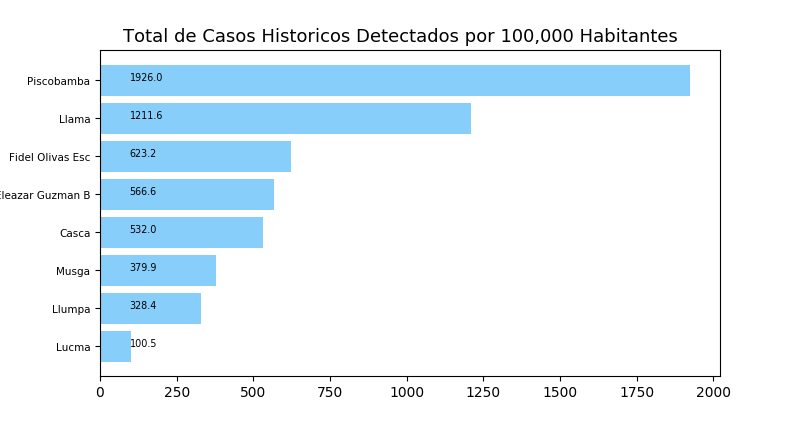 Total de Casos Historicos Detectados por 100,000 Habitantes
Piscobamba 1926.0
Llama 1211.6
Fidel Olivas Esc 623.2
Eleazar Guzman B 566.6
Casca 532.0
Musga 379.9
Llumpa 328.4
Lucma 100.5
0 250 500 750 1000 1250 1500 1750 2000